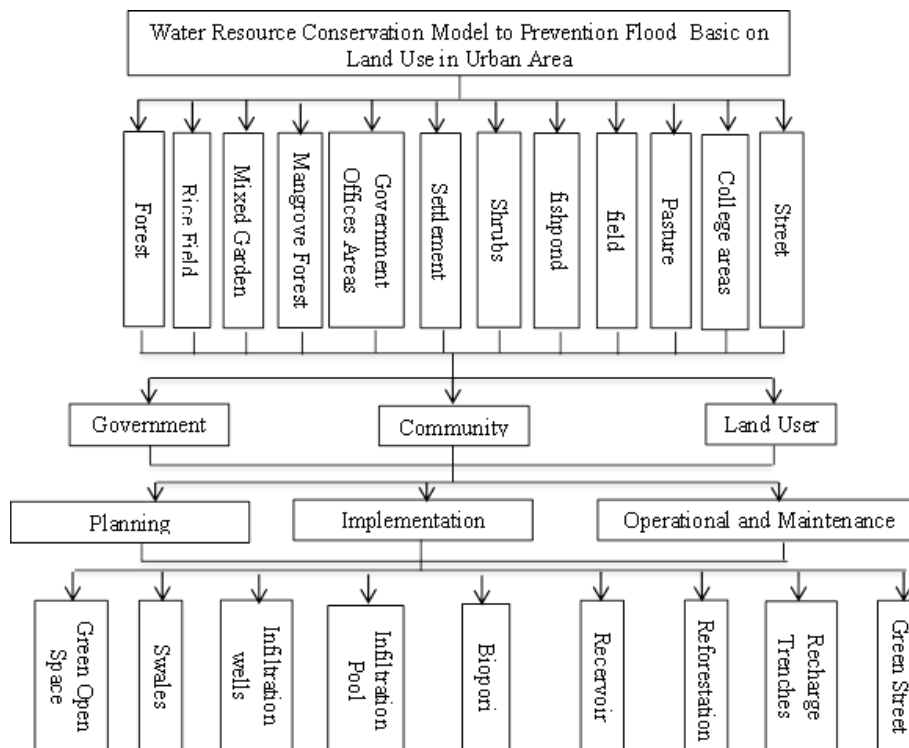 Water Resource Conservation Model to Prevention Flood Basic on
Land Use in Urban Area
Forest
Rice Field
Mixed Garden
Mangrove Forest
Government
Offices Areas
Settlement
Shrubs
fishpond
field
Pasture
College areas
Street
Government
Community
Land User
Planning
Implementation
Operational and Maintenance
Green Open
Space
Swales
Infiltration
wells
Infiltration
Pool
Biopori
Recervoir
Reforestation
Recharge
Trenches
Green Street